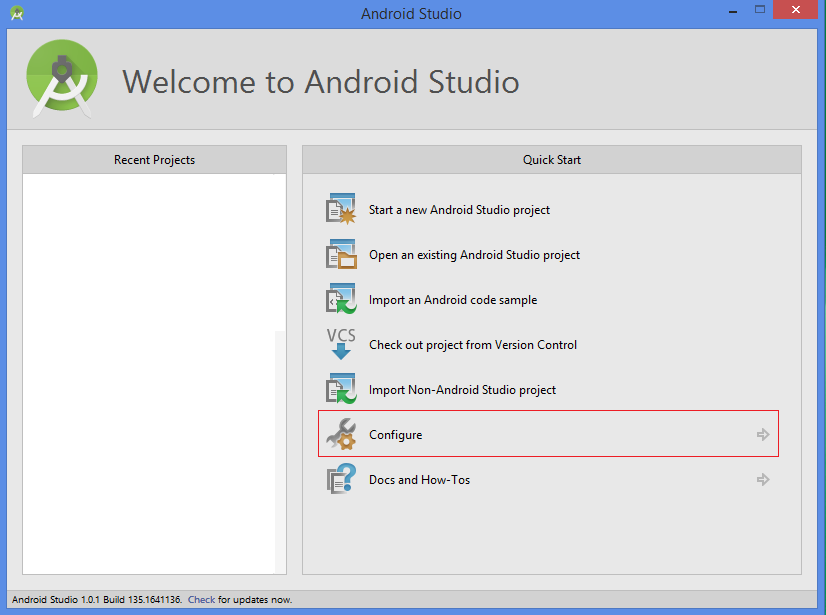 Android Studio
Welcome to Android Studio
Recent Projects
Quick Start
Start a new Android Studio project
Open an existing Android Studio project
Import an Android code sample
VCS
Check out project from Version Control
Import Non-Android Studio project
Configure
Docs and How-Tos
Android Studio 1.0.1 Build 135.1641136. Check for updates now.